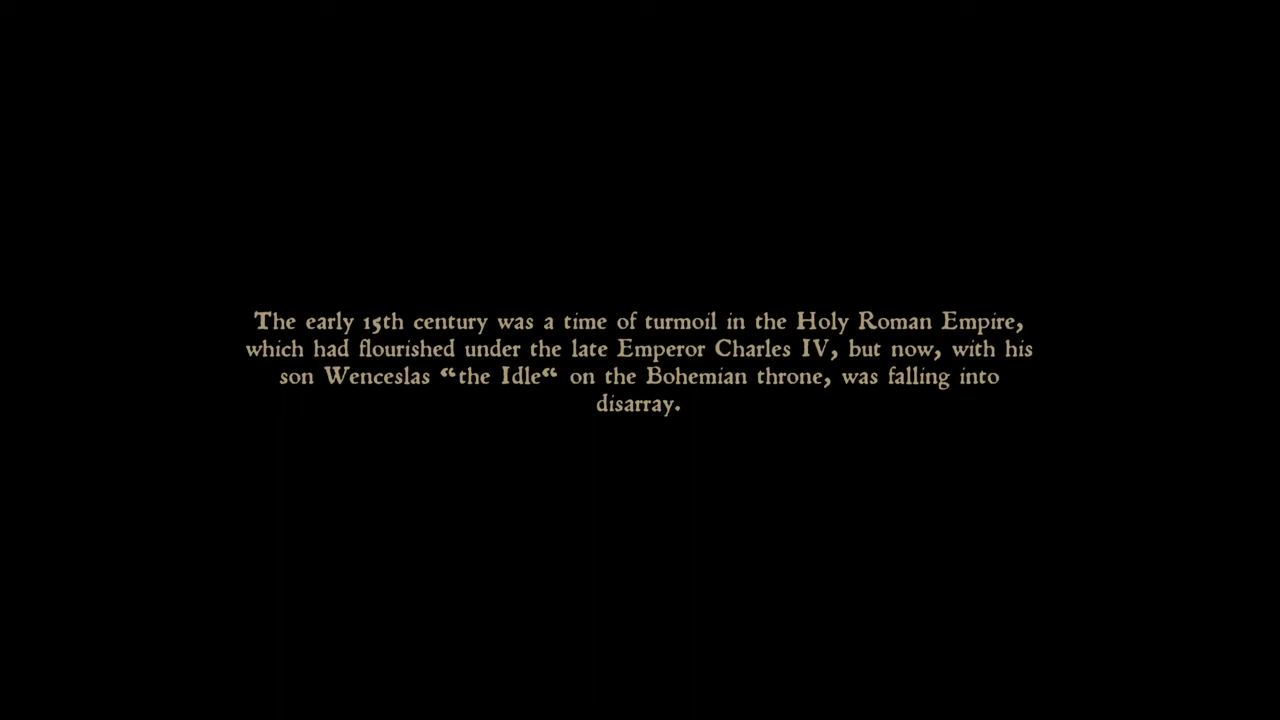 The early 15th century was a time of turmoil in the Holy Roman Empire,
which had flourished under the late Emperor Charles IV, but now, with his
son Wenceslas “the Idle“ on the Bohemian throne, was falling into
disarray.